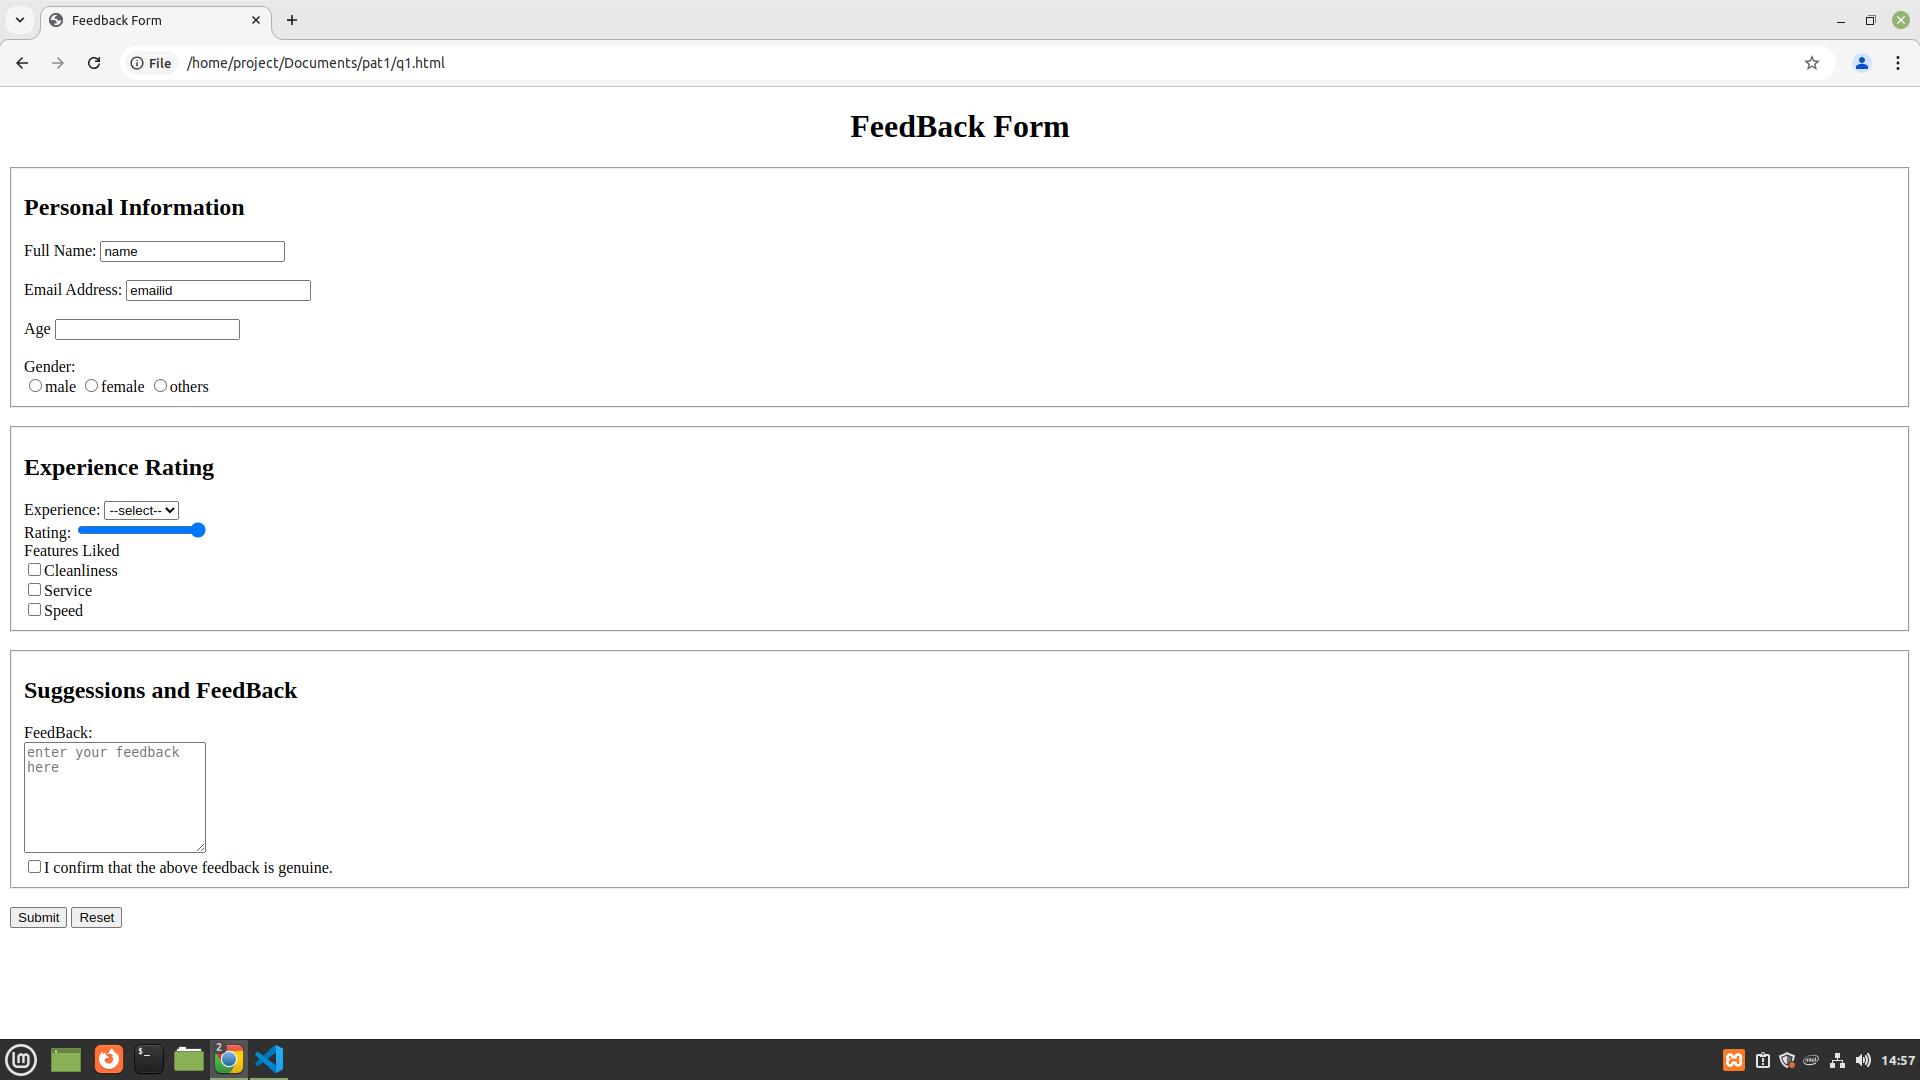 Feedback Form
File
/home/project/Documents/pat1/q1.html
FeedBack Form
Personal Information
Full Name: name
Email Address: emailid
Age
Gender:
male female others
Experience Rating
Experience: --select--
Rating:
Features Liked
Cleanliness
Service
Speed
Suggessions and FeedBack
FeedBack:
enter your feedback
here
I confirm that the above feedback is genuine.
Submit Reset
$_
2
intel
14:57